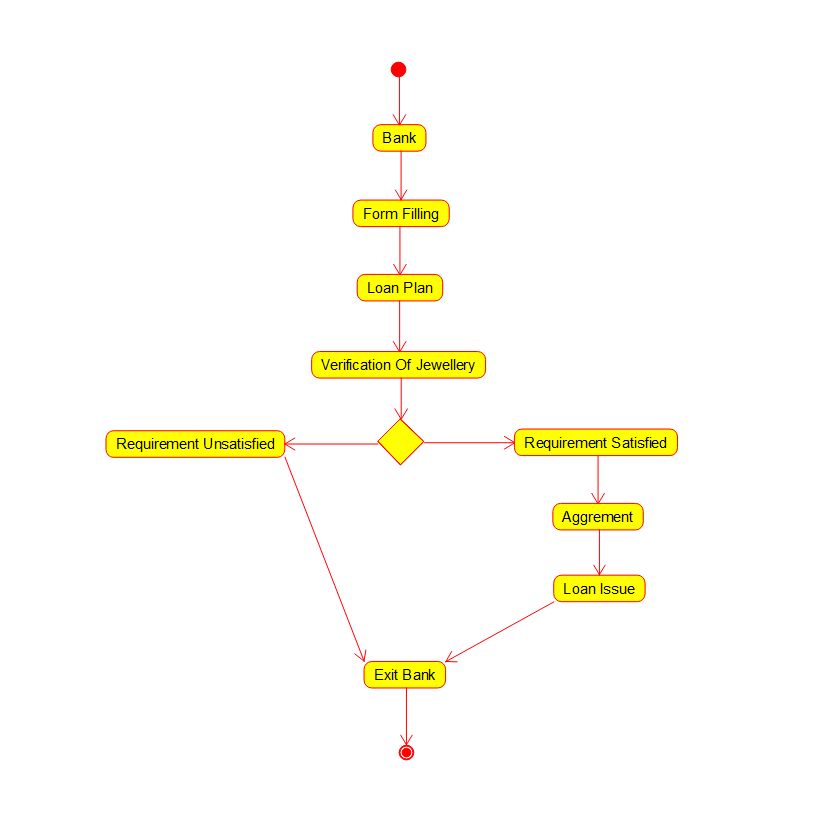 Bank
Form Filling
Loan Plan
Verification Of Jewellery
Requirement Unsatisfied
Requirement Satisfied
Aggrement
Loan Issue
Exit Bank